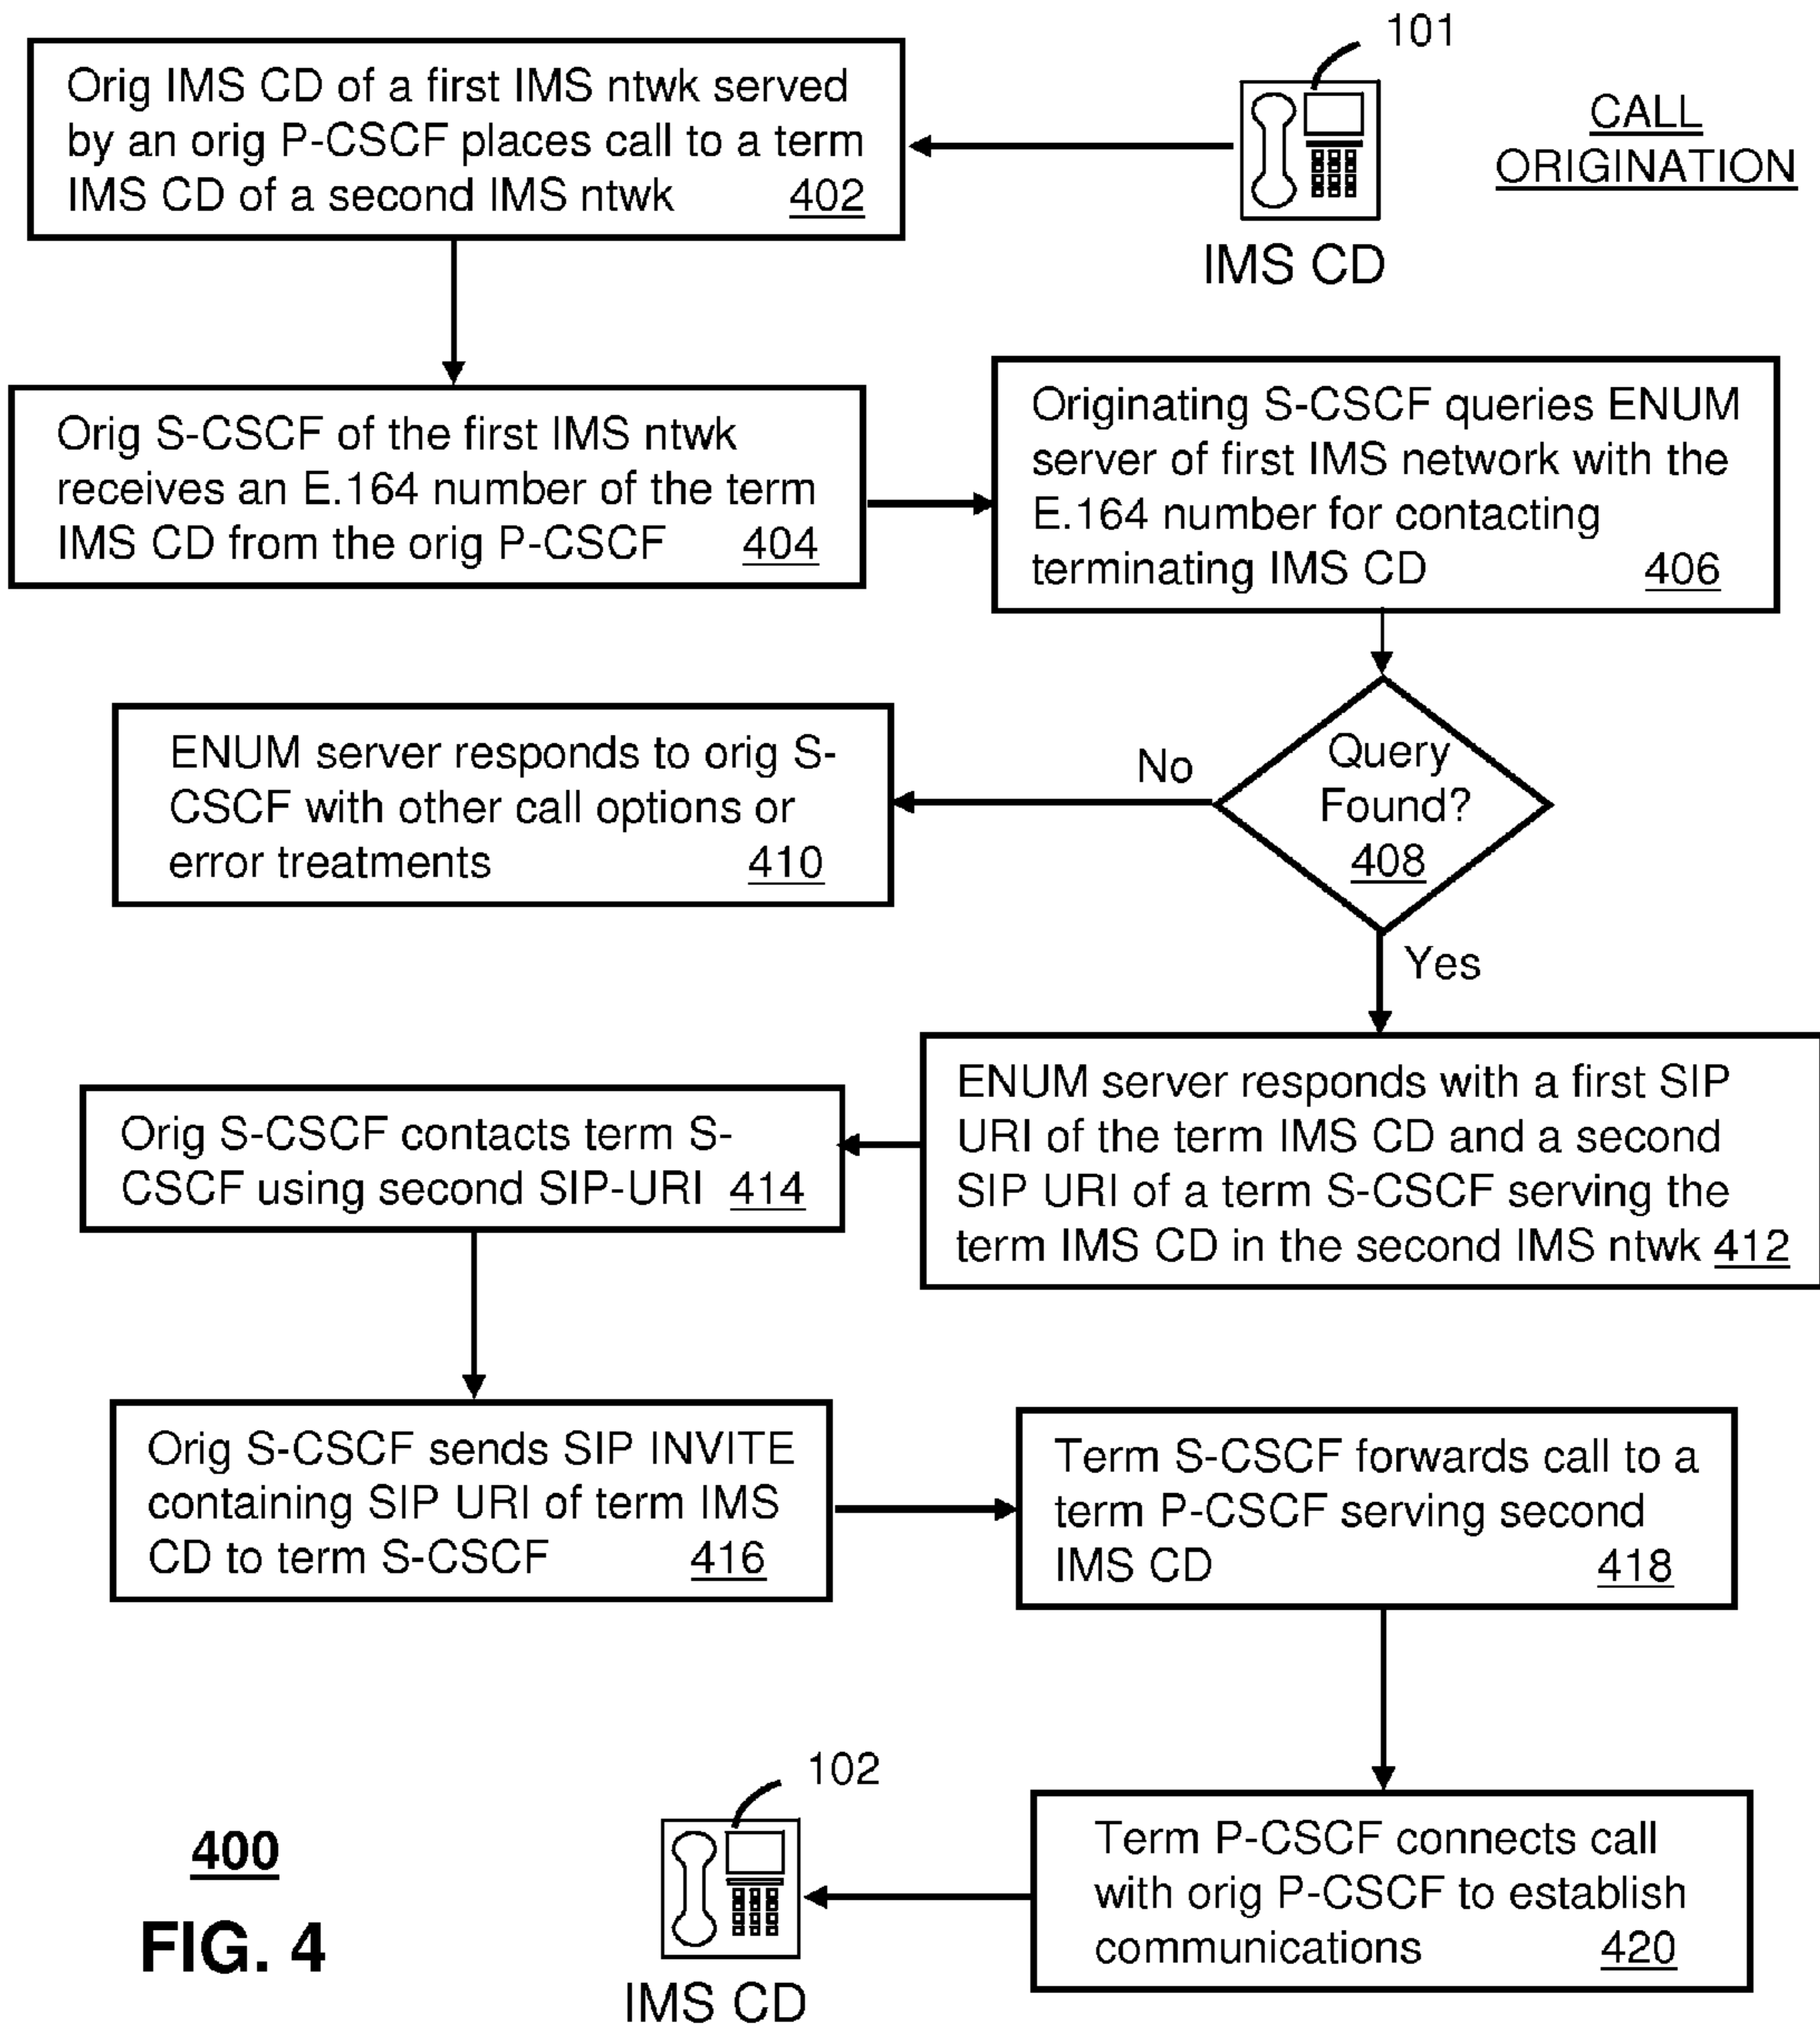 101
CALL
ORIGINATION
Orig IMS CD of a first IMS ntwk served
by an orig P-CSCF places call to a term
IMS CD of a second IMS ntwk 402
IMS CD
Orig S-CSCF of the first IMS ntwk
receives an E.164 number of the term
IMS CD from the orig P-CSCF 404
Originating S-CSCF queries ENUM
server of first IMS network with the
E.164 number for contacting
terminating IMS CD 406
Query
Found?
408
No
ENUM server responds to orig S-
CSCF with other call options or
error treatments 410
Yes
ENUM server responds with a first SIP
URI of the term IMS CD and a second
SIP URI of a term S-CSCF serving the
term IMS CD in the second IMS ntwk 412
Orig S-CSCF contacts term S-
CSCF using second SIP-URI 414
Orig S-CSCF sends SIP INVITE
containing SIP URI of term IMS
CD to term S-CSCF 416
Term S-CSCF forwards call to a
term P-CSCF serving second
IMS CD 418
Term P-CSCF connects call
with orig P-CSCF to establish
communications 420
102
IMS CD
400
FIG. 4